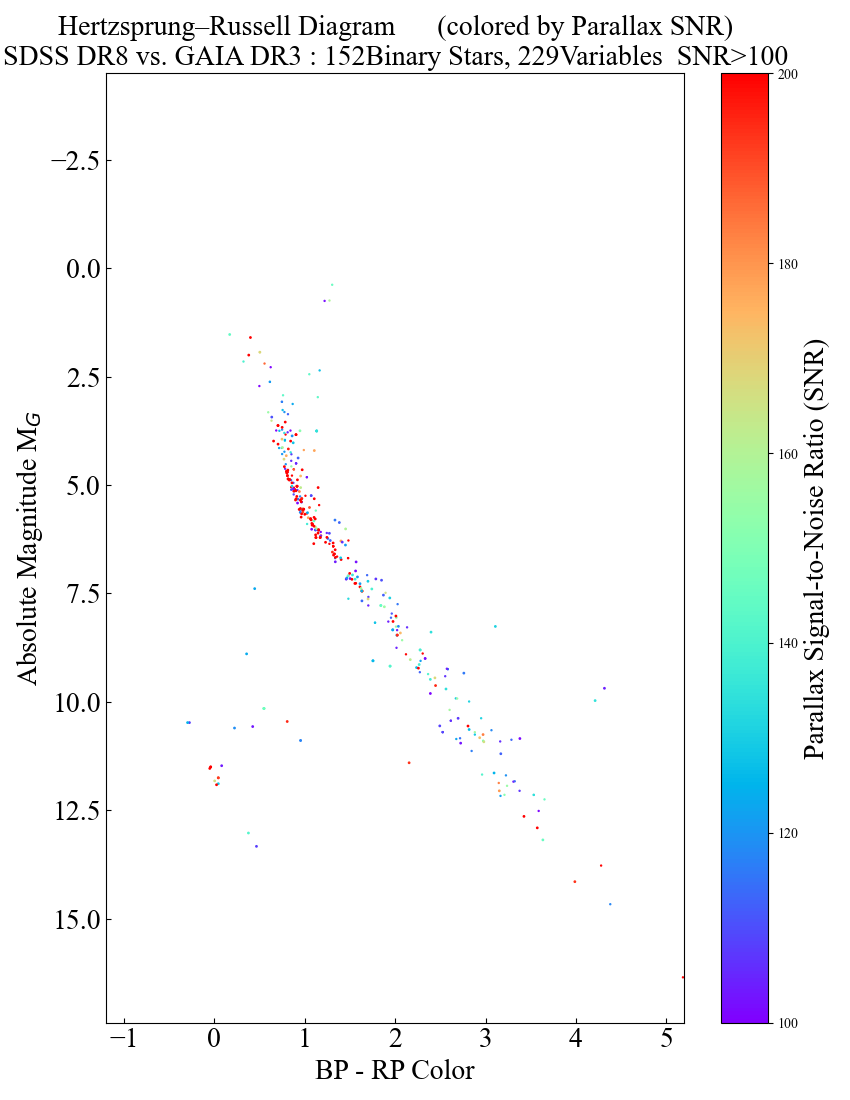 Hertzsprung–Russell Diagram (colored by Parallax SNR)
SDSS DR8 vs. GAIA DR3 : 152Binary Stars, 229Variables SNR>100
−2.5
0.0
2.5
5.0
7.5
10.0
12.5
15.0
Absolute Magnitude M_G
−1 0 1 2 3 4 5
BP - RP Color
200
180
160
140
120
100
Parallax Signal-to-Noise Ratio (SNR)